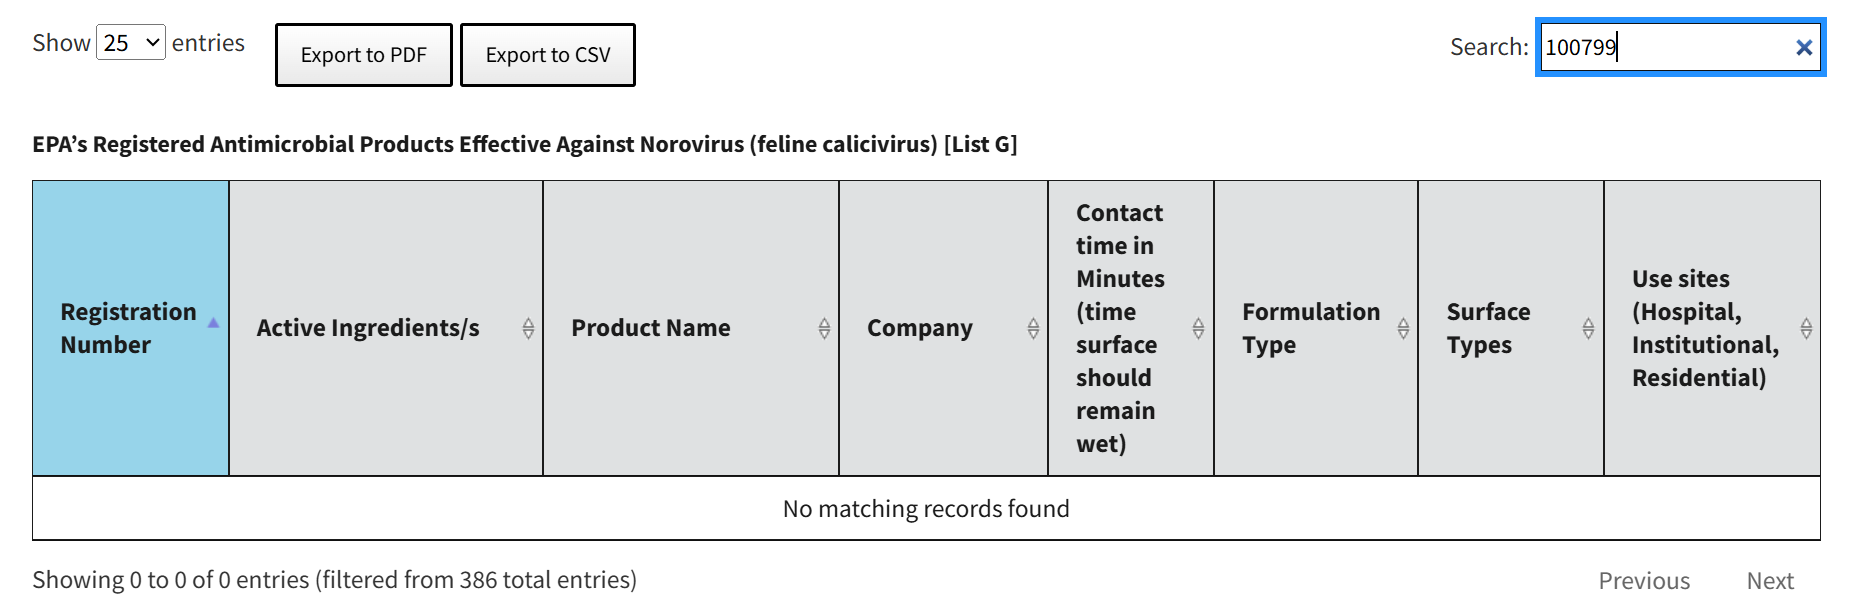 Show 25 entries
Export to PDF
Export to CSV
Search: 100799
EPA’s Registered Antimicrobial Products Effective Against Norovirus (feline calicivirus) [List G]
Registration
Number
Active Ingredients/s
Product Name
Company
Contact
time in
Minutes
(time
surface
should
remain
wet)
Formulation
Type
Surface
Types
Use sites
(Hospital,
Institutional,
Residential)
No matching records found
Showing 0 to 0 of 0 entries (filtered from 386 total entries)
Previous
Next